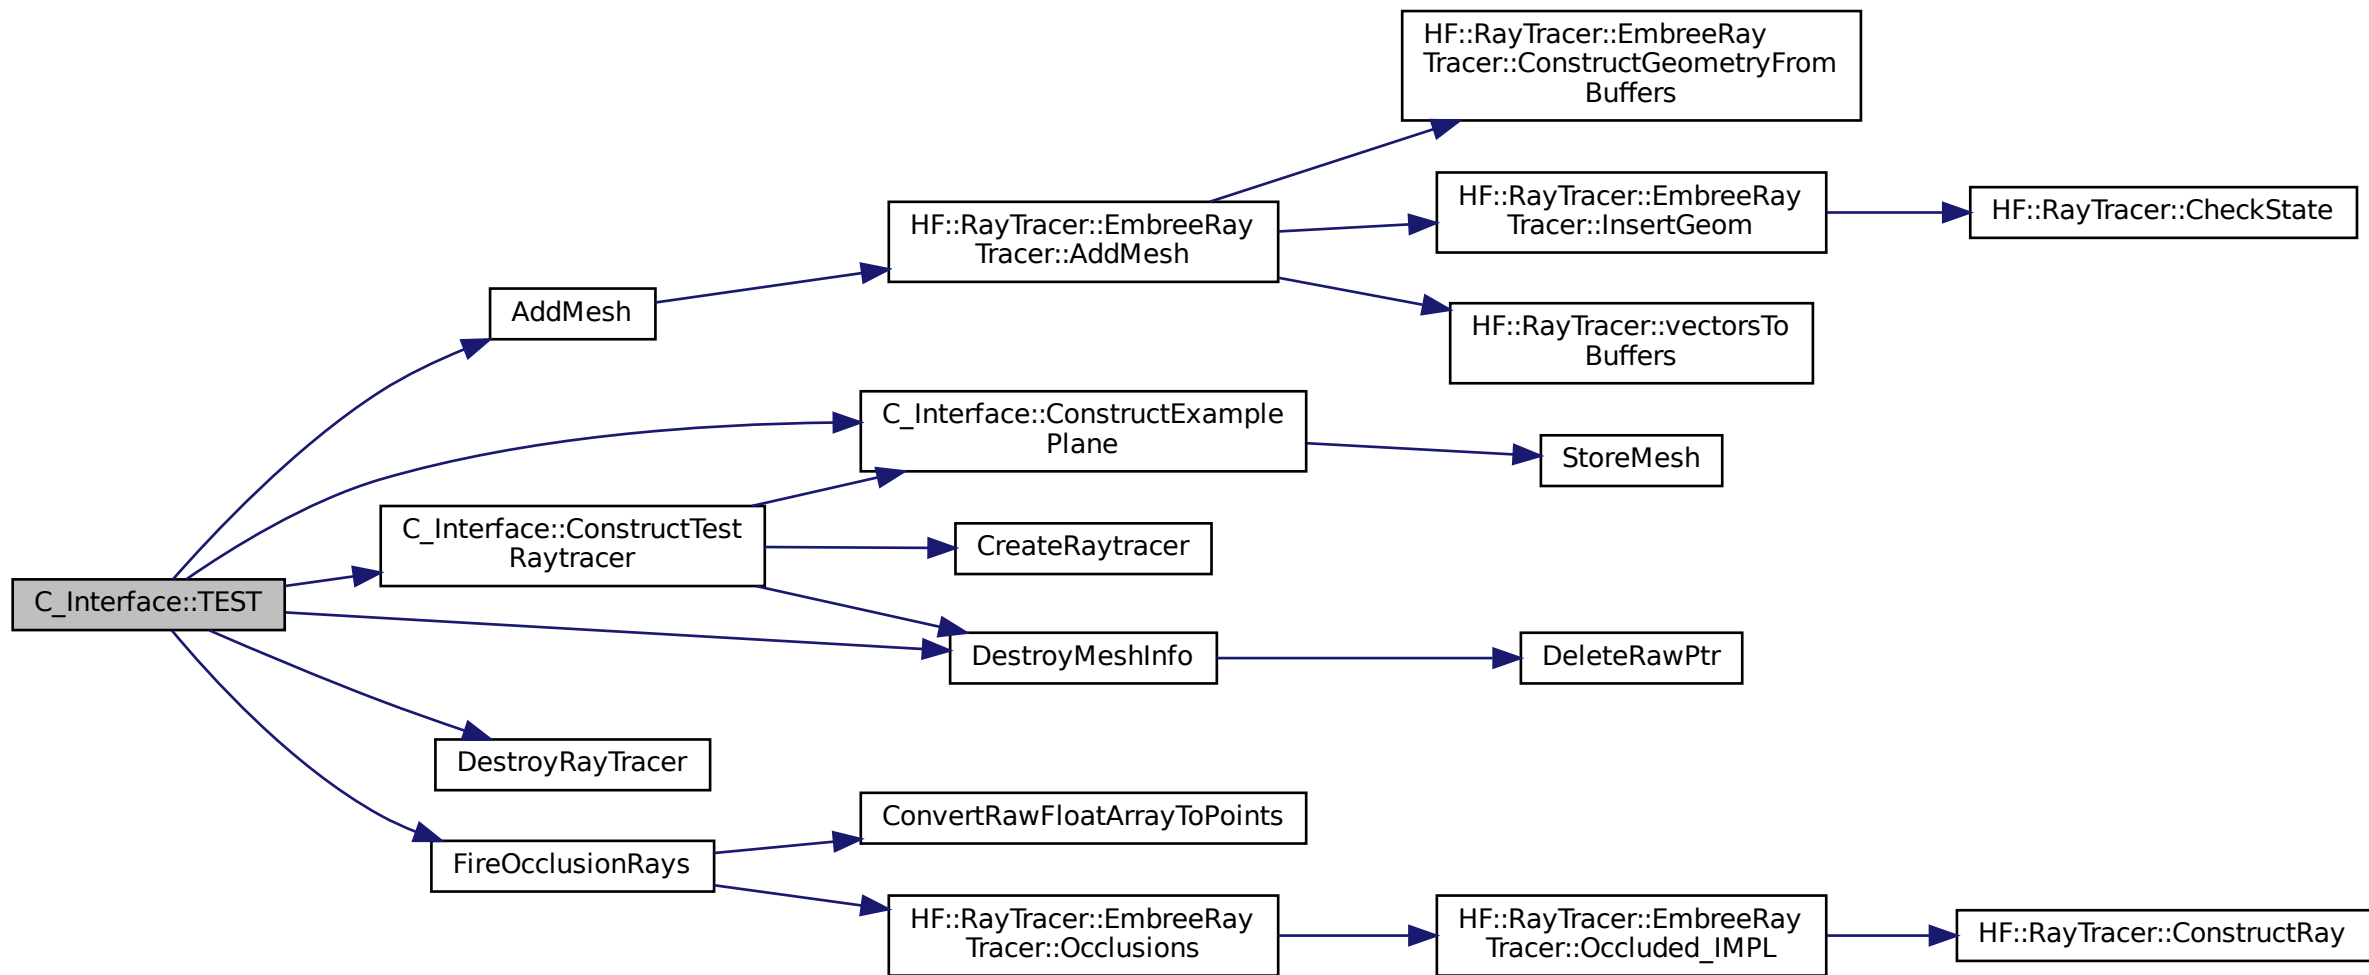 HF::RayTracer::EmbreeRay
Tracer::ConstructGeometryFrom
Buffers
HF::RayTracer::EmbreeRay
Tracer::InsertGeom
HF::RayTracer::CheckState
HF::RayTracer::EmbreeRay
Tracer::AddMesh
AddMesh
HF::RayTracer::vectorsTo
Buffers
C_Interface::ConstructExample
Plane
StoreMesh
C_Interface::ConstructTest
Raytracer
CreateRaytracer
C_Interface::TEST
DestroyMeshInfo
DeleteRawPtr
DestroyRayTracer
ConvertRawFloatArrayToPoints
FireOcclusionRays
HF::RayTracer::EmbreeRay
Tracer::Occlusions
HF::RayTracer::EmbreeRay
Tracer::Occluded_IMPL
HF::RayTracer::ConstructRay